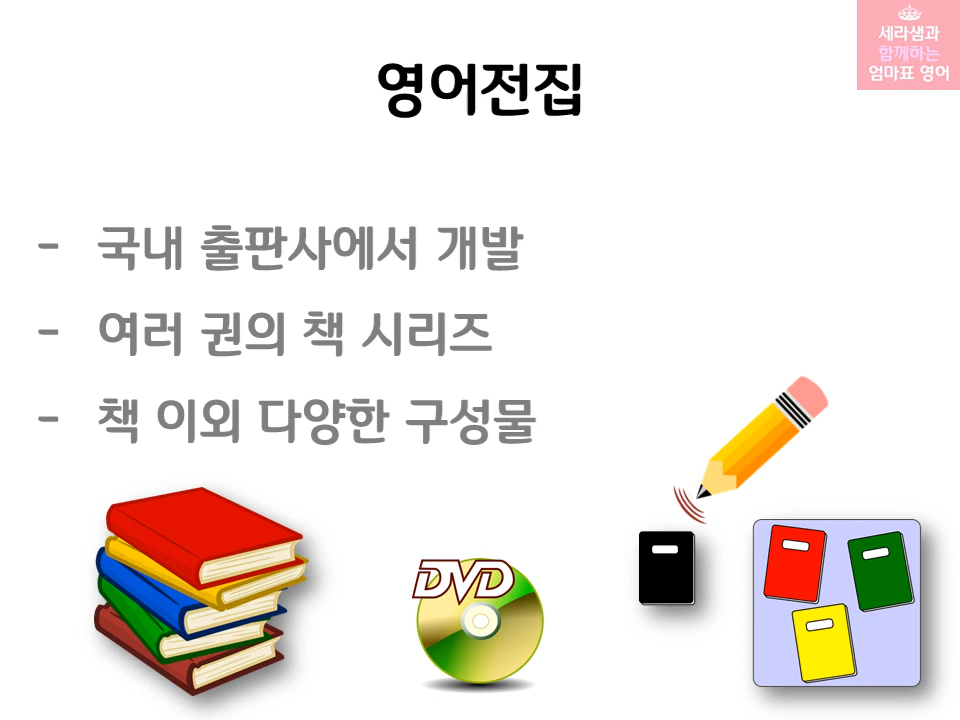 세라샘과
함께하는
엄마표 영어
영어전집
- 국내 출판사에서 개발
- 여러 권의 책 시리즈
- 책 이외 다양한 구성물
DVD